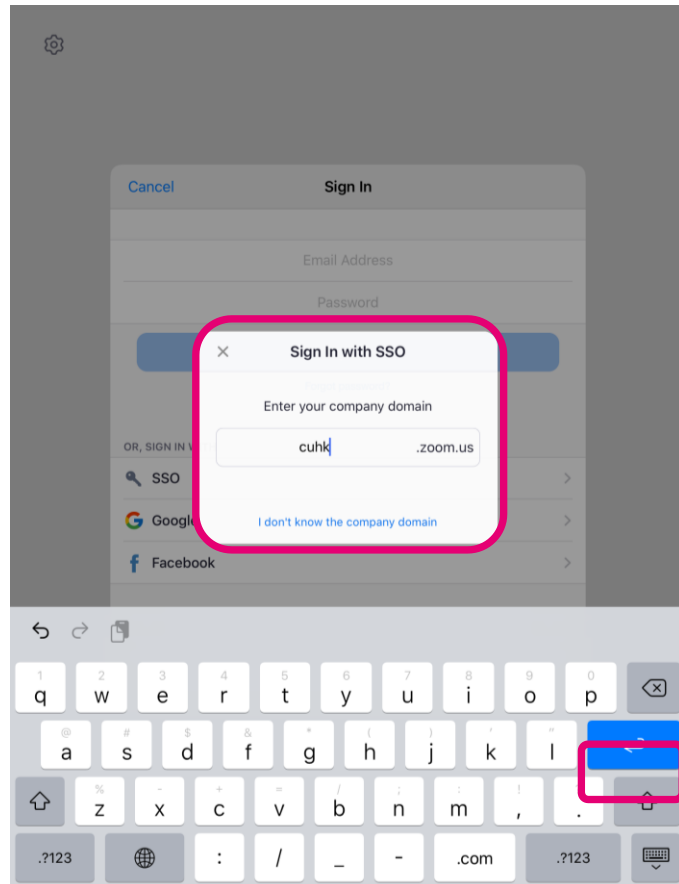 Cancel Sign In
Email Address
Password
Sign In with SSO
Enter your company domain
cuhk .zoom.us
I don't know the company domain
OR, SIGN IN
SSO
Google
Facebook
1 2 3 4 5 6 7 8 9 0
q w e r t y u i o p
@ # $ & * ( ) ' "
a s d f g h j k l
% - + = / ; : ! ?
z x c v b n m , .
.?123 : / _ - .com .?123